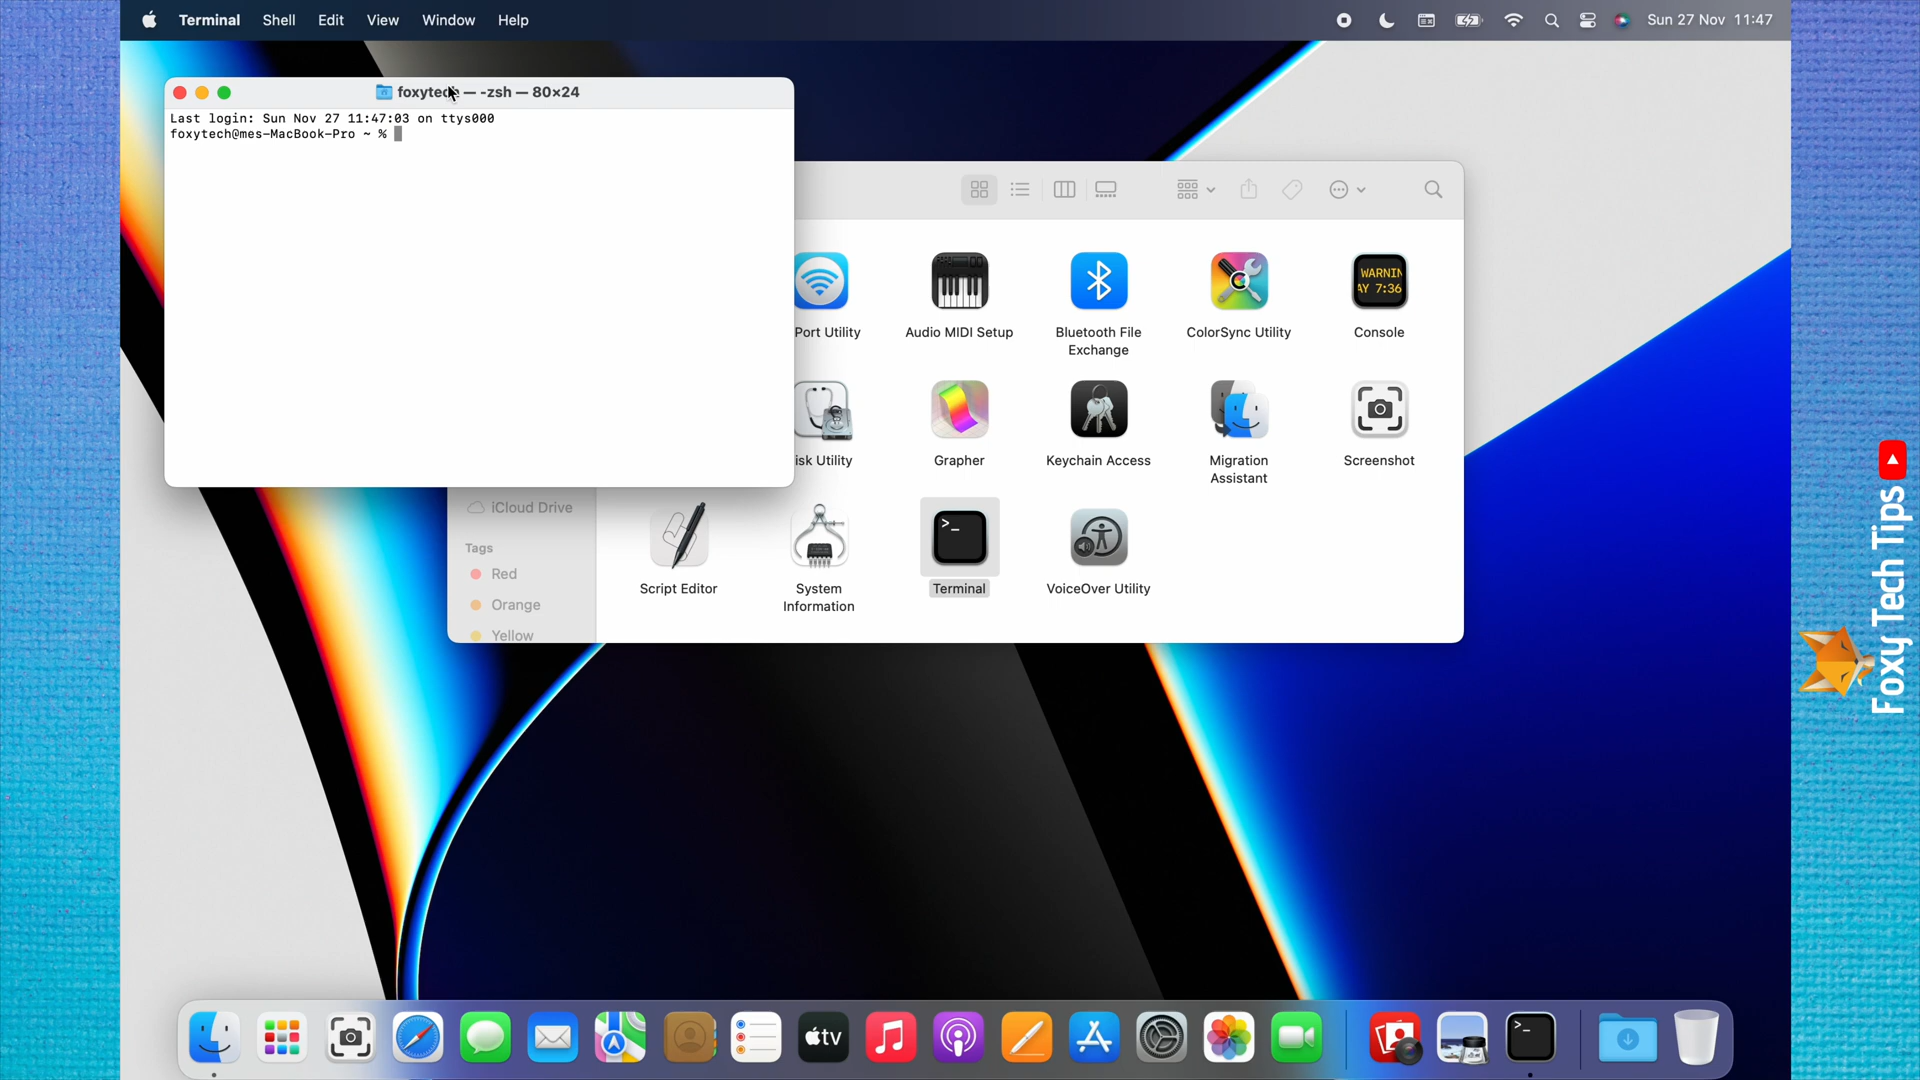 Terminal Shell Edit View Window Help
Sun 27 Nov 11:47
foxytech — -zsh — 80×24
Last login: Sun Nov 27 11:47:03 on ttys000
foxytech@mes-MacBook-Pro ~ %
Port Utility
Audio MIDI Setup
Bluetooth File
Exchange
ColorSync Utility
WARNIN
AY 7:36
Console
isk Utility
Grapher
Keychain Access
Migration
Assistant
Screenshot
iCloud Drive
Tags
Red
Orange
Yellow
Script Editor
System
Information
>_
Terminal
VoiceOver Utility
tv
>_
Foxy Tech Tips